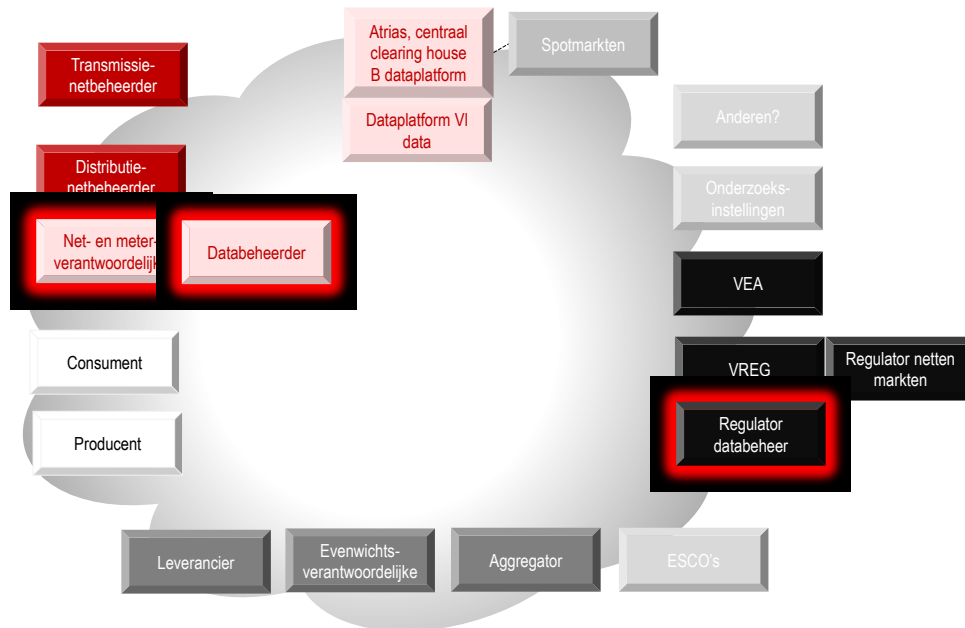 Atrias, centraal
clearing house
B dataplatform
Spotmarkten
Transmissie-
netbeheerder
Dataplatform VI
data
Anderen?
Distributie-
netbeheerder
Onderzoeks-
instellingen
Net- en meter-
verantwoordelijk
Databeheerder
VEA
Consument
VREG
Regulator netten
markten
Producent
Regulator
databeheer
Leverancier
Evenwichts-
verantwoordelijke
Aggregator
ESCO's